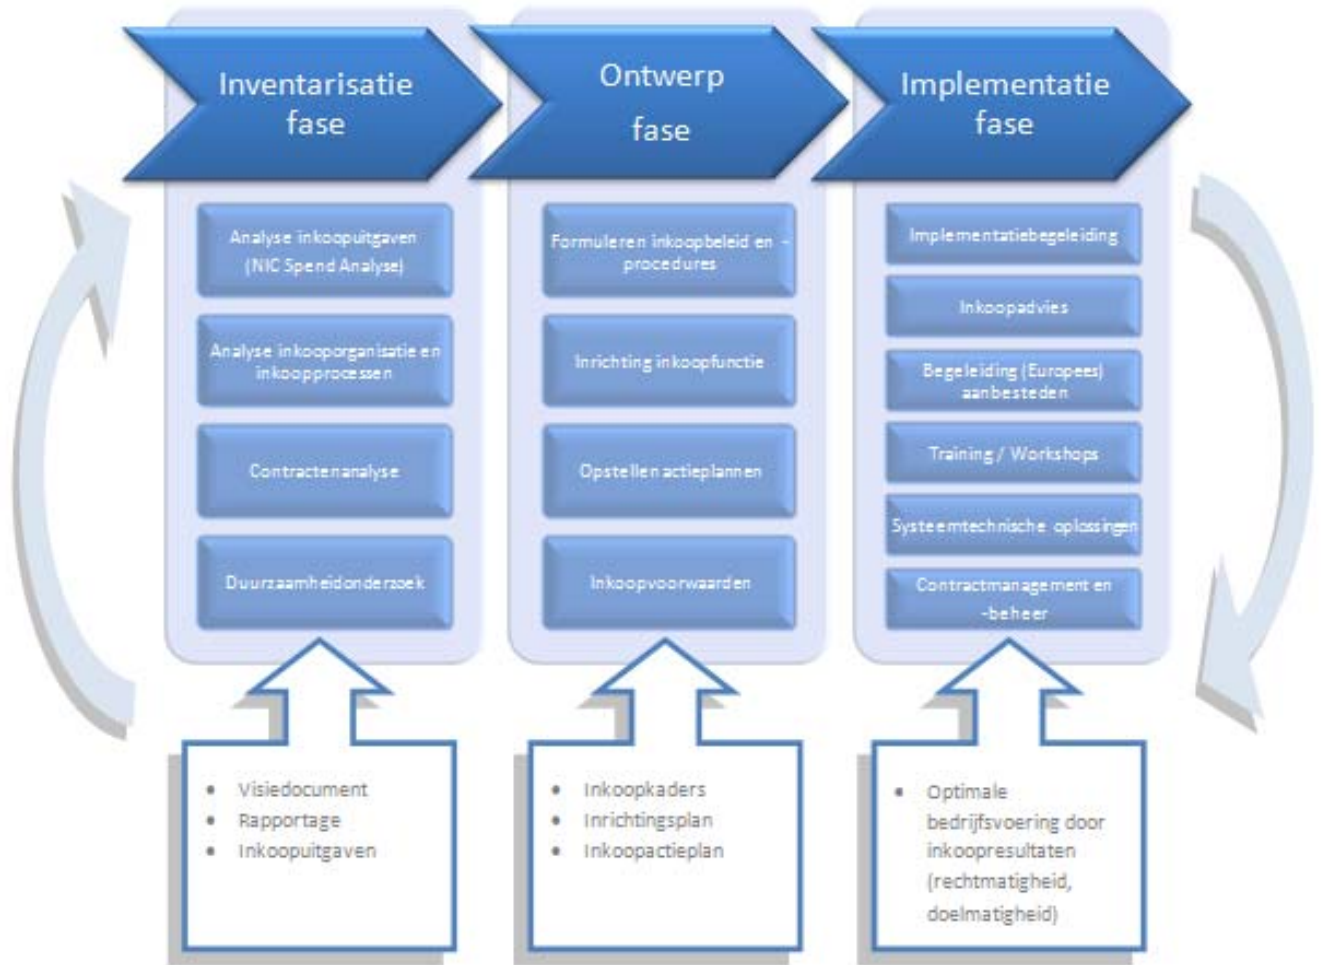 Inventarisatie
fase
Analyse inkoopuitgaven
(NIC Spend Analyse)
Analyse inkooporganisatie en
inkoopprocessen
Contractenanalyse
Duurzaamheidonderzoek
Visiedocument
Rapportage
Inkoopuitgaven
Ontwerp
fase
Formuleren inkoopbeleid en -
procedures
Inrichting inkoopfunctie
Opstellen actieplannen
Inkoopvoorwaarden
Inkoopkaders
Inrichtingsplan
Inkoopactieplan
Implementatie
fase
Implementatiebegeleiding
Inkoopadvies
Begeleiding (Europees)
aanbesteden
Training / Workshops
Systeemtechnische oplossingen
Contractmanagement en
-beheer
Optimale
bedrijfsvoering door
inkoopresultaten
(rechtmatigheid,
doelmatigheid)